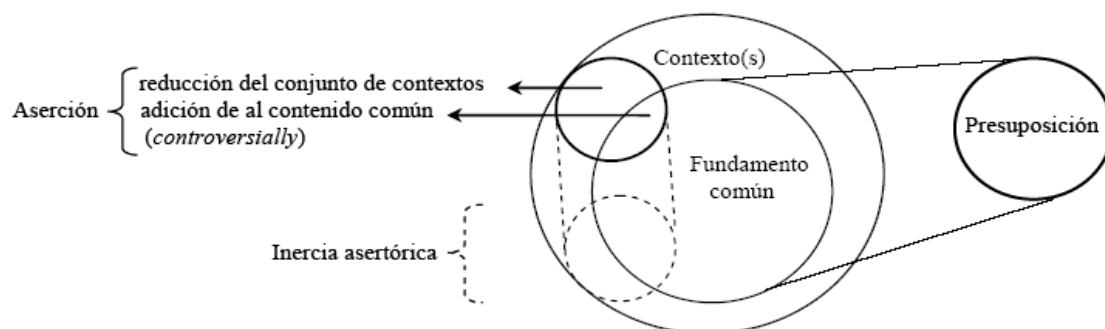 Contexto(s)
Aserción
reducción del conjunto de contextos
adición de al contenido común
(controversially)
Presuposición
Fundamento
común
Inercia asertórica